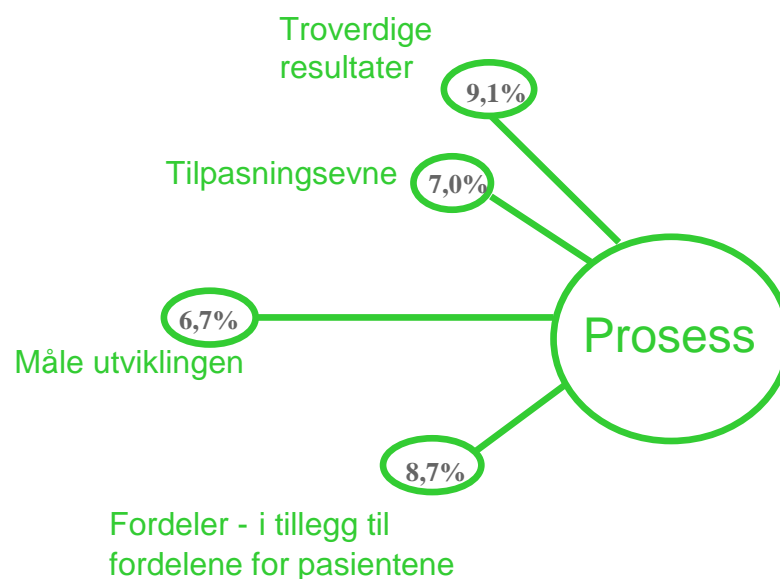 Troverdige
resultater
9,1%
Tilpasningsevne
7,0%
6,7%
Prosess
Måle utviklingen
8,7%
Fordeler - i tillegg til
fordelene for pasientene